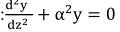 :d²y/dz² + α²y = 0